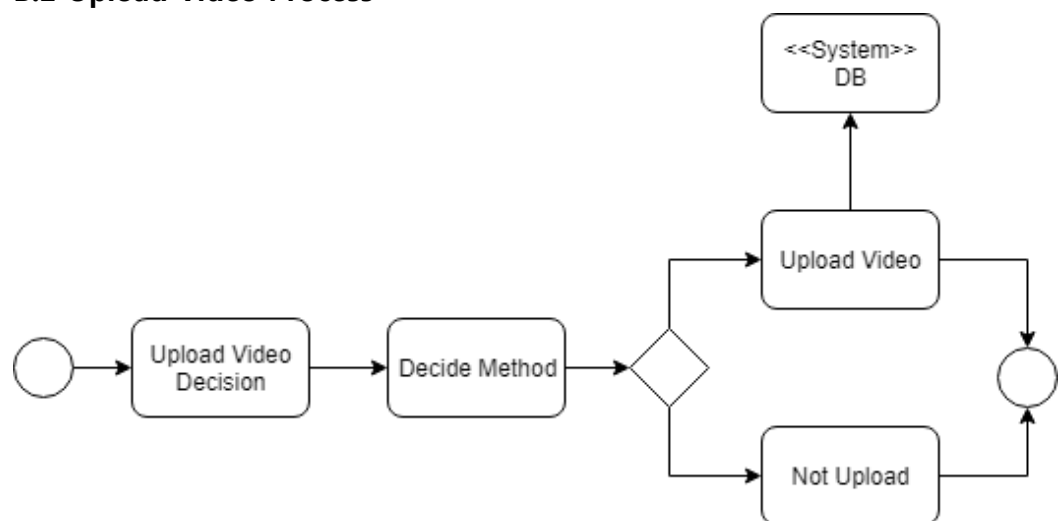 <<System>>
DB
Upload Video
Upload Video
Decision
Decide Method
Not Upload